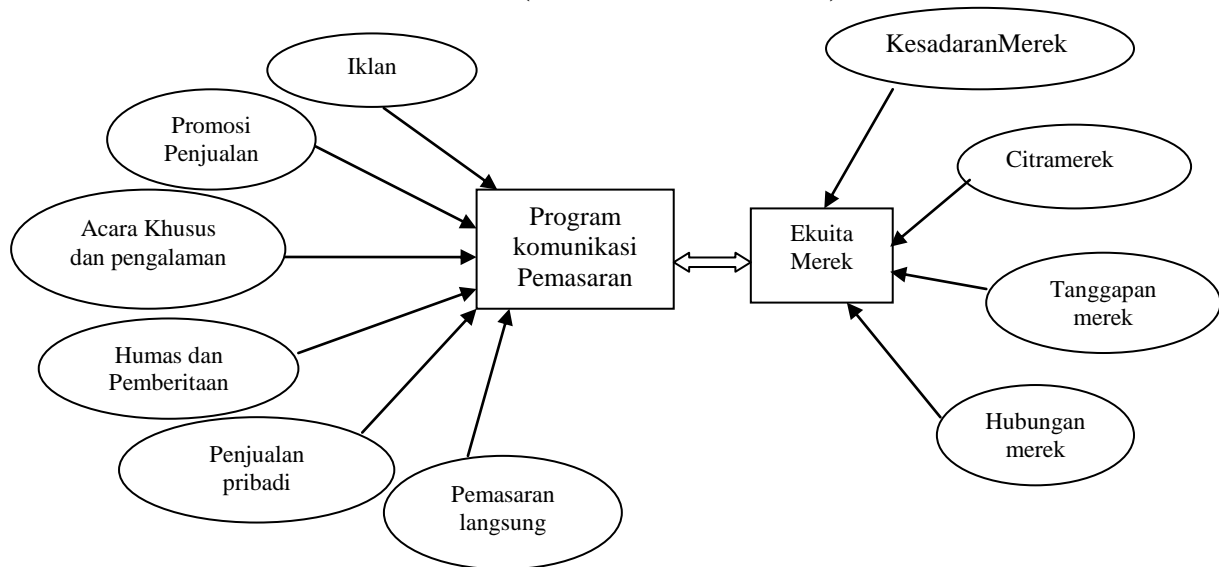 Iklan
Promosi
Penjualan
Acara Khusus
dan pengalaman
Humas dan
Pemberitaan
Penjualan
pribadi
Pemasaran
langsung
Program
komunikasi
Pemasaran
Ekuita
Merek
KesadaranMerek
Citramerek
Tanggapan
merek
Hubungan
merek